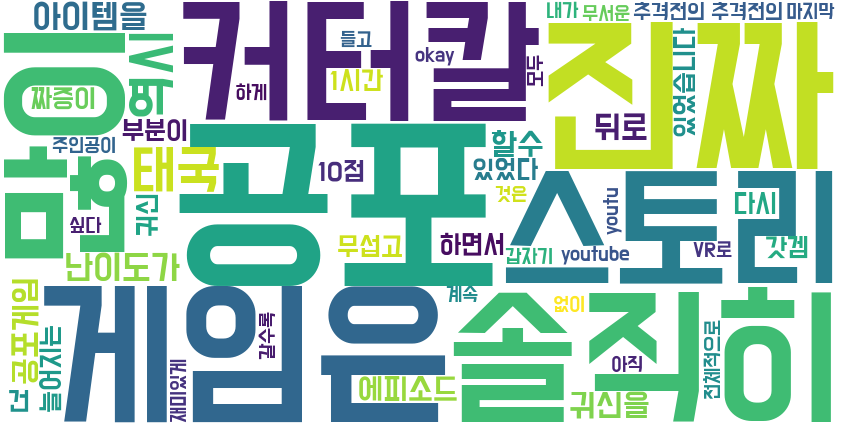 아이템을
커터칼
진짜
내가
무서운
추격전의
추격전의 마지막
들고
okay
모두
1시간
하게
짜증이
있었습니다
부분이
주인공이
뒤로
할수
있었다
태국
공포
10점
것은
스토리
다시
귀신
싶다
무섭고
하면서
갑자기
youtu
youtube
VR로
갓겜
난이도가
계속
없이
공포게임
늘어지는
건
게임은
갈수록
재미있게
솔직히
아직
전체적으로
에피소드
귀신을